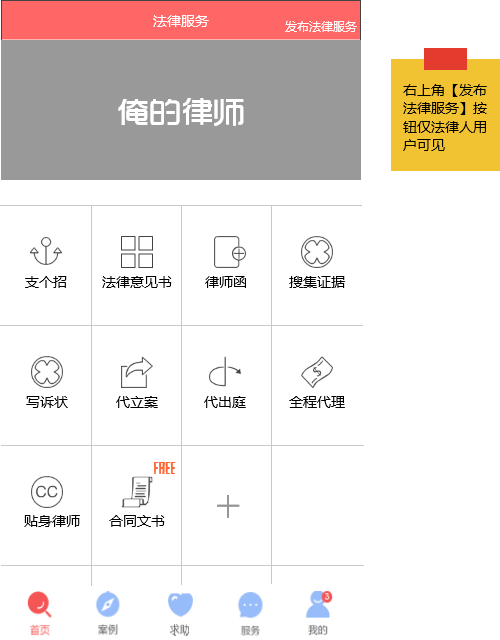 法律服务
发布法律服务
俺的律师
右上角【发布
法律服务】按
钮仅法律人用
户可见
支个招
法律意见书
律师函
搜集证据
写诉状
代立案
代出庭
全程代理
CC
贴身律师
FREE
合同文书
首页
案例
求助
服务
3
我的